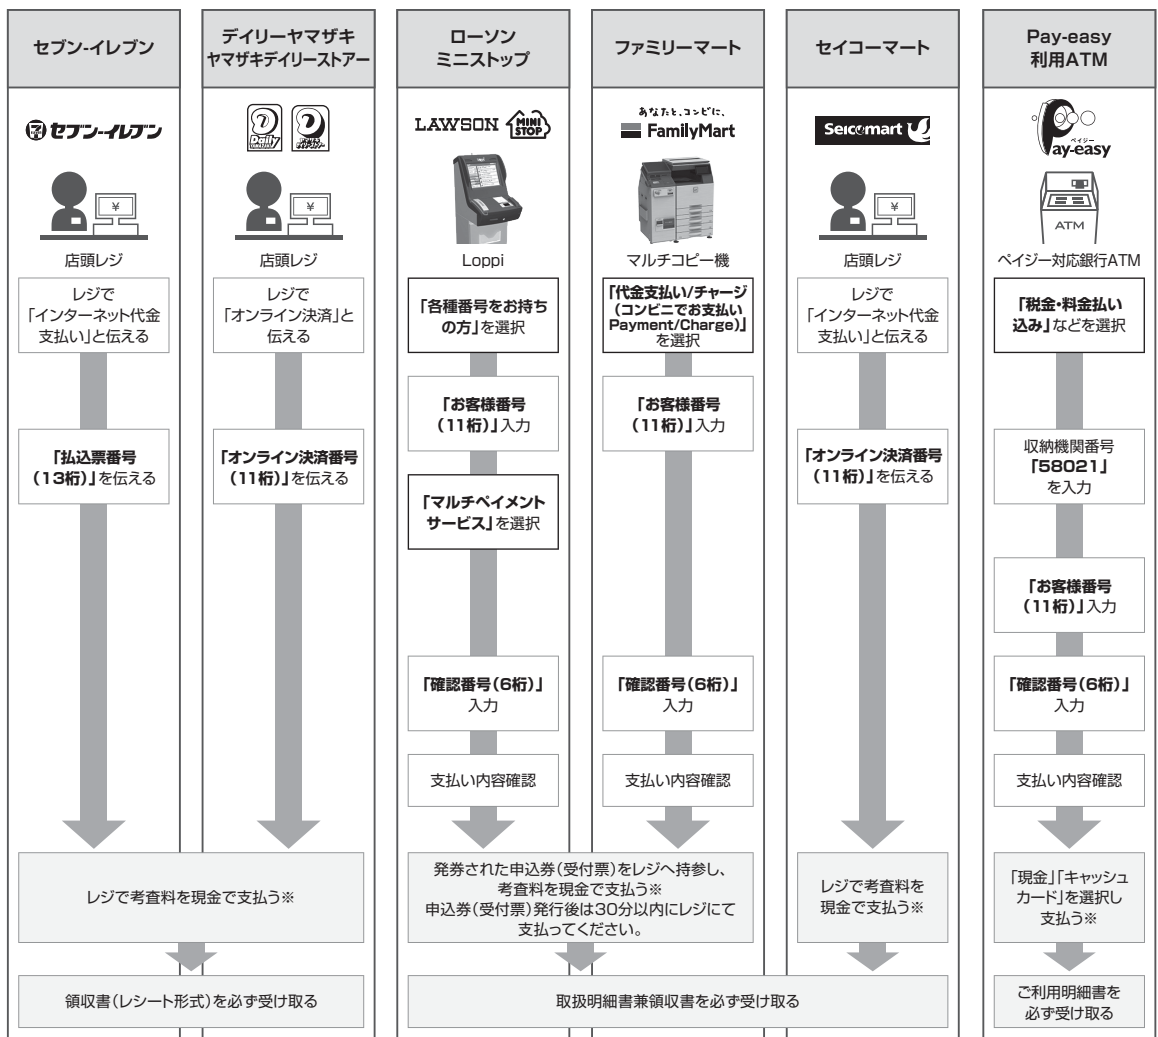 セブン-イレブン
デイリーヤマザキ
ヤマザキデイリーストアー
ローソン
ミニストップ
ファミリーマート
セイコーマート
Pay-easy
利用ATM
セブン-イレブン
Daily
LAWSON
MINI
STOP
あなたと、コンビに、
FamilyMart
Seicomart
ペイジー
Pay-easy
¥
¥
¥
ATM
店頭レジ
店頭レジ
Loppi
マルチコピー機
店頭レジ
ペイジー対応銀行ATM
レジで
「インターネット代金
支払い」と伝える
レジで
「オンライン決済」と
伝える
「各種番号をお持ち
の方」を選択
「代金支払い/チャージ
(コンビニでお支払い
Payment/Charge)」
を選択
レジで
「インターネット代金
支払い」と伝える
「税金・料金払い
込み」などを選択
「お客様番号
(11桁)」入力
「お客様番号
(11桁)」入力
「払込票番号
(13桁)」を伝える
「オンライン決済番号
(11桁)」を伝える
「マルチペイメント
サービス」を選択
「オンライン決済番号
(11桁)」を伝える
収納機関番号
「58021」
を入力
「お客様番号
(11桁)」入力
「確認番号(6桁)」
入力
「確認番号(6桁)」
入力
「確認番号(6桁)」
入力
支払い内容確認
支払い内容確認
支払い内容確認
レジで考査料を現金で支払う※
発券された申込券(受付票)をレジへ持参し、
考査料を現金で支払う※
申込券(受付票)発行後は30分以内にレジにて
支払ってください。
レジで考査料を
現金で支払う※
「現金」「キャッシュ
カード」を選択し
支払う※
領収書(レシート形式)を必ず受け取る
取扱明細書兼領収書を必ず受け取る
ご利用明細書を
必ず受け取る